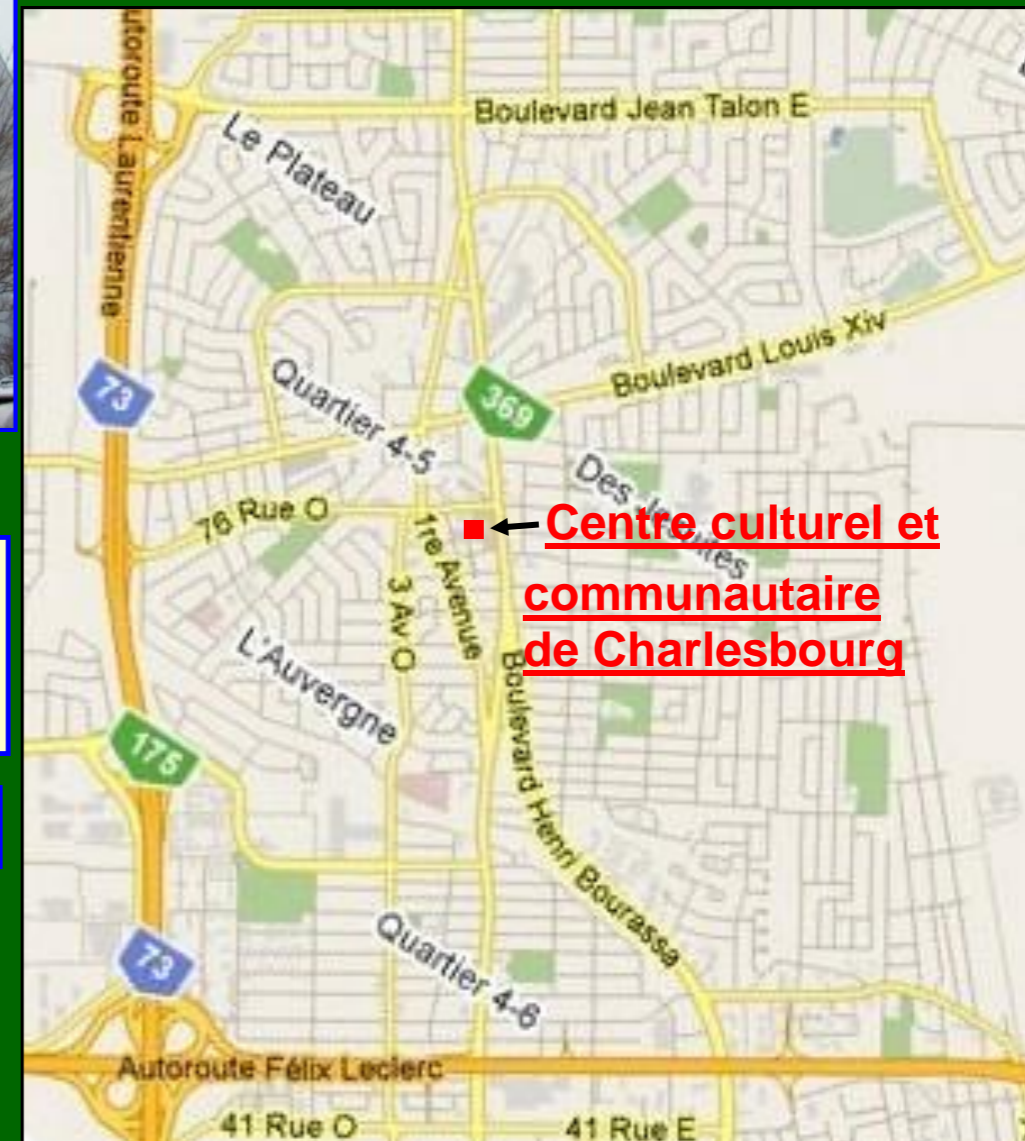 Autoroute Laurentienne
Boulevard Jean Talon E
Le Plateau
Boulevard Louis Xiv
73
Quartier 4-5
369
Des Jésuites
76 Rue O
1re Avenue
Centre culturel et
communautaire
de Charlesbourg
3 Av O
L'Auvergne
Boulevard Henri Bourassa
175
Quartier 4-6
73
Autoroute Félix Leclerc
41 Rue O
41 Rue E